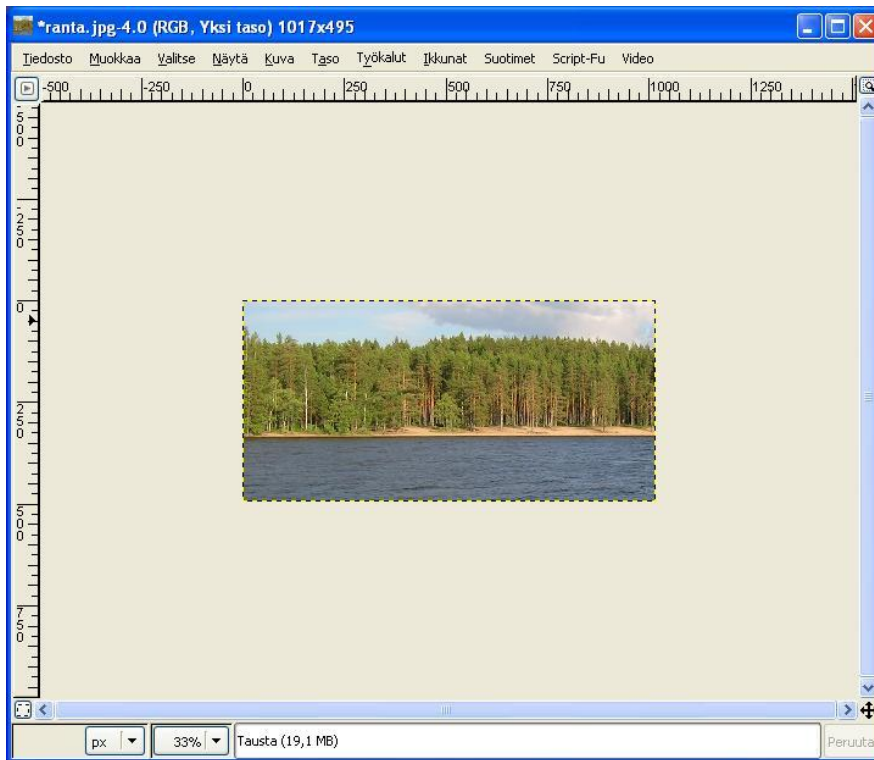 *ranta.jpg-4.0 (RGB, Yksi taso) 1017x495
Tiedosto Muokkaa Valitse Näytä Kuva Taso Työkalut Ikkunat Suotimet Script-Fu Video
-500 -250 0 250 500 750 1000 1250
-500
-250
0
250
500
750
px 33% Tausta (19,1 MB) Peruuta